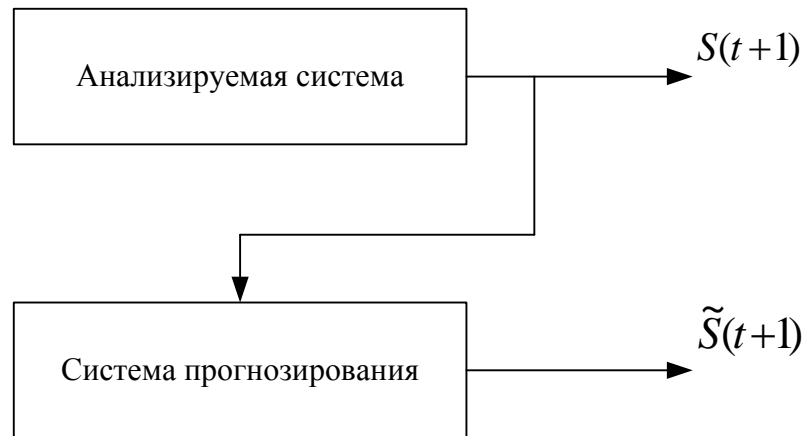 S(t+1)
Анализируемая система
S̃(t+1)
Система прогнозирования